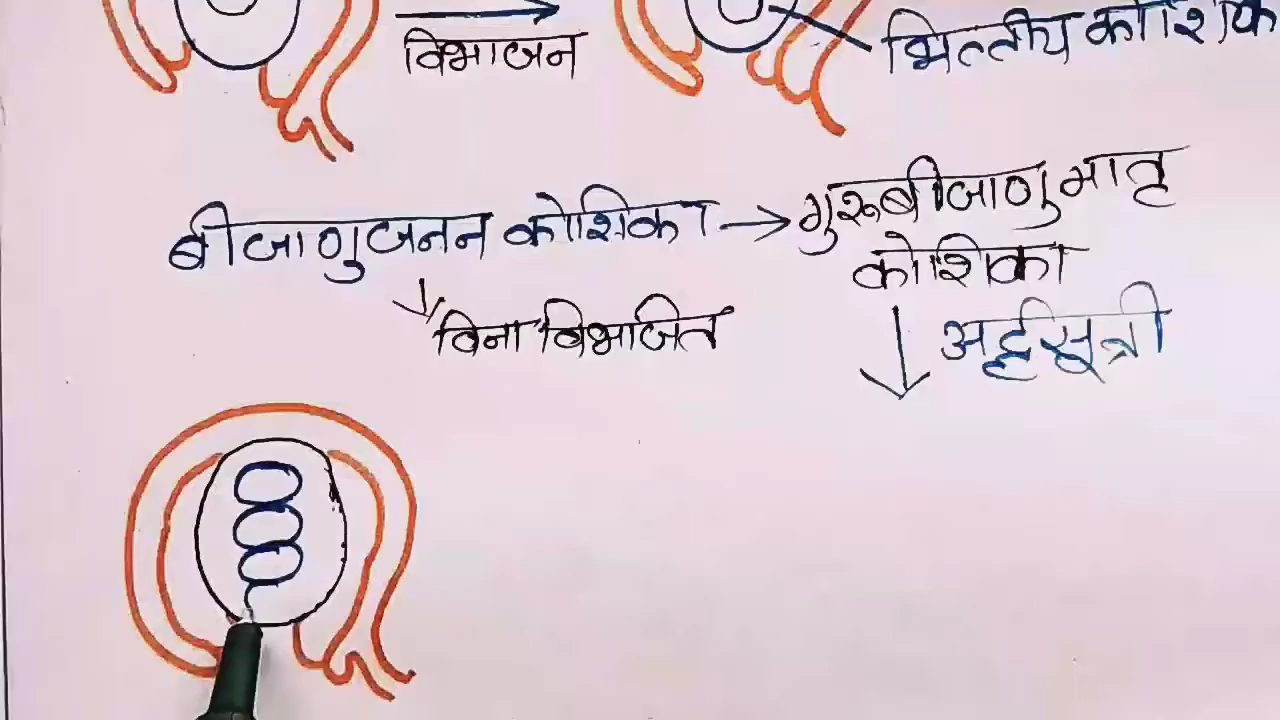 विभाजन
भित्तीय कोशिक
बीजाणुजनन कोशिका → गुरूबीजाणुमातृ
कोशिका
↓ बिना विभाजित
↓ अर्द्धसूत्री